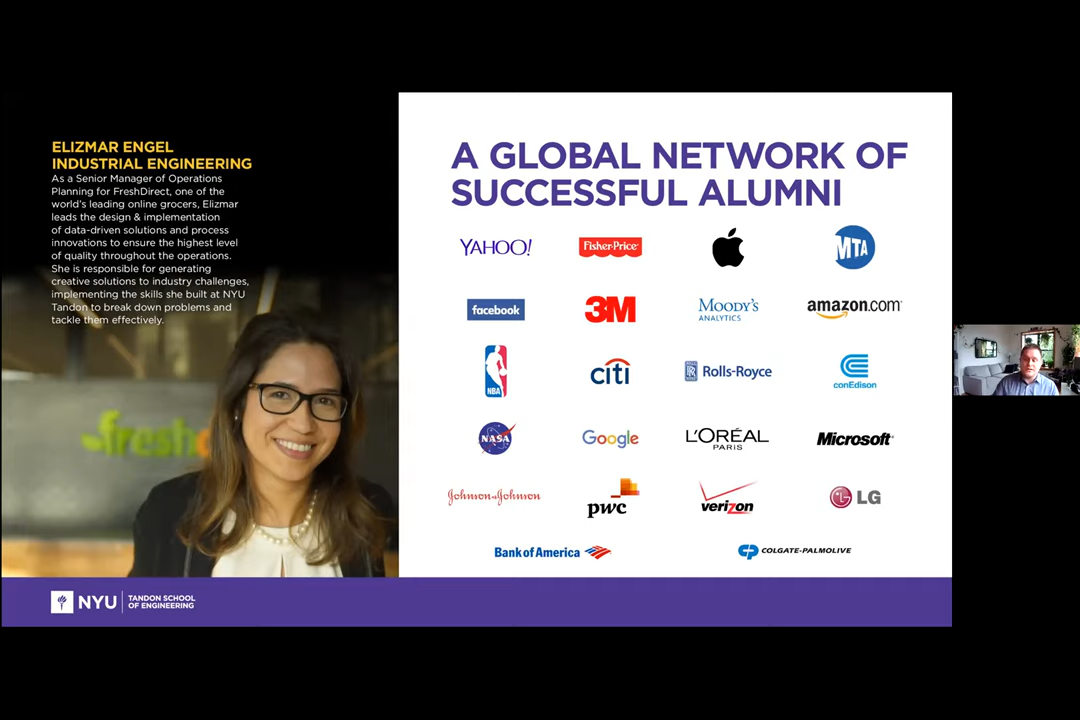 ELIZMAR ENGEL
INDUSTRIAL ENGINEERING
As a Senior Manager of Operations
Planning for FreshDirect, one of the
world's leading online grocers, Elizmar
leads the design & implementation
of data-driven solutions and process
innovations to ensure the highest level
of quality throughout the operations.
She is responsible for generating
creative solutions to industry challenges,
implementing the skills she built at NYU
Tandon to break down problems and
tackle them effectively.
fresh
A GLOBAL NETWORK OF
SUCCESSFUL ALUMNI
YAHOO!
Fisher-Price
MTA
facebook
3M
MOODY'S
ANALYTICS
amazon.com
NBA
citi
RR
Rolls-Royce
conEdison
NASA
Google
L'ORÉAL
PARIS
Microsoft
Johnson & Johnson
pwc
verizon
LG
Bank of America
CP COLGATE-PALMOLIVE
NYU
TANDON SCHOOL
OF ENGINEERING